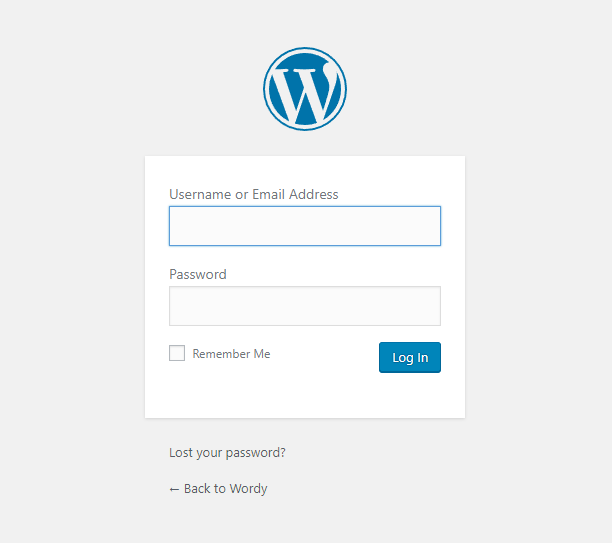 Username or Email Address
Password
Remember Me
Log In
Lost your password?
← Back to Wordy